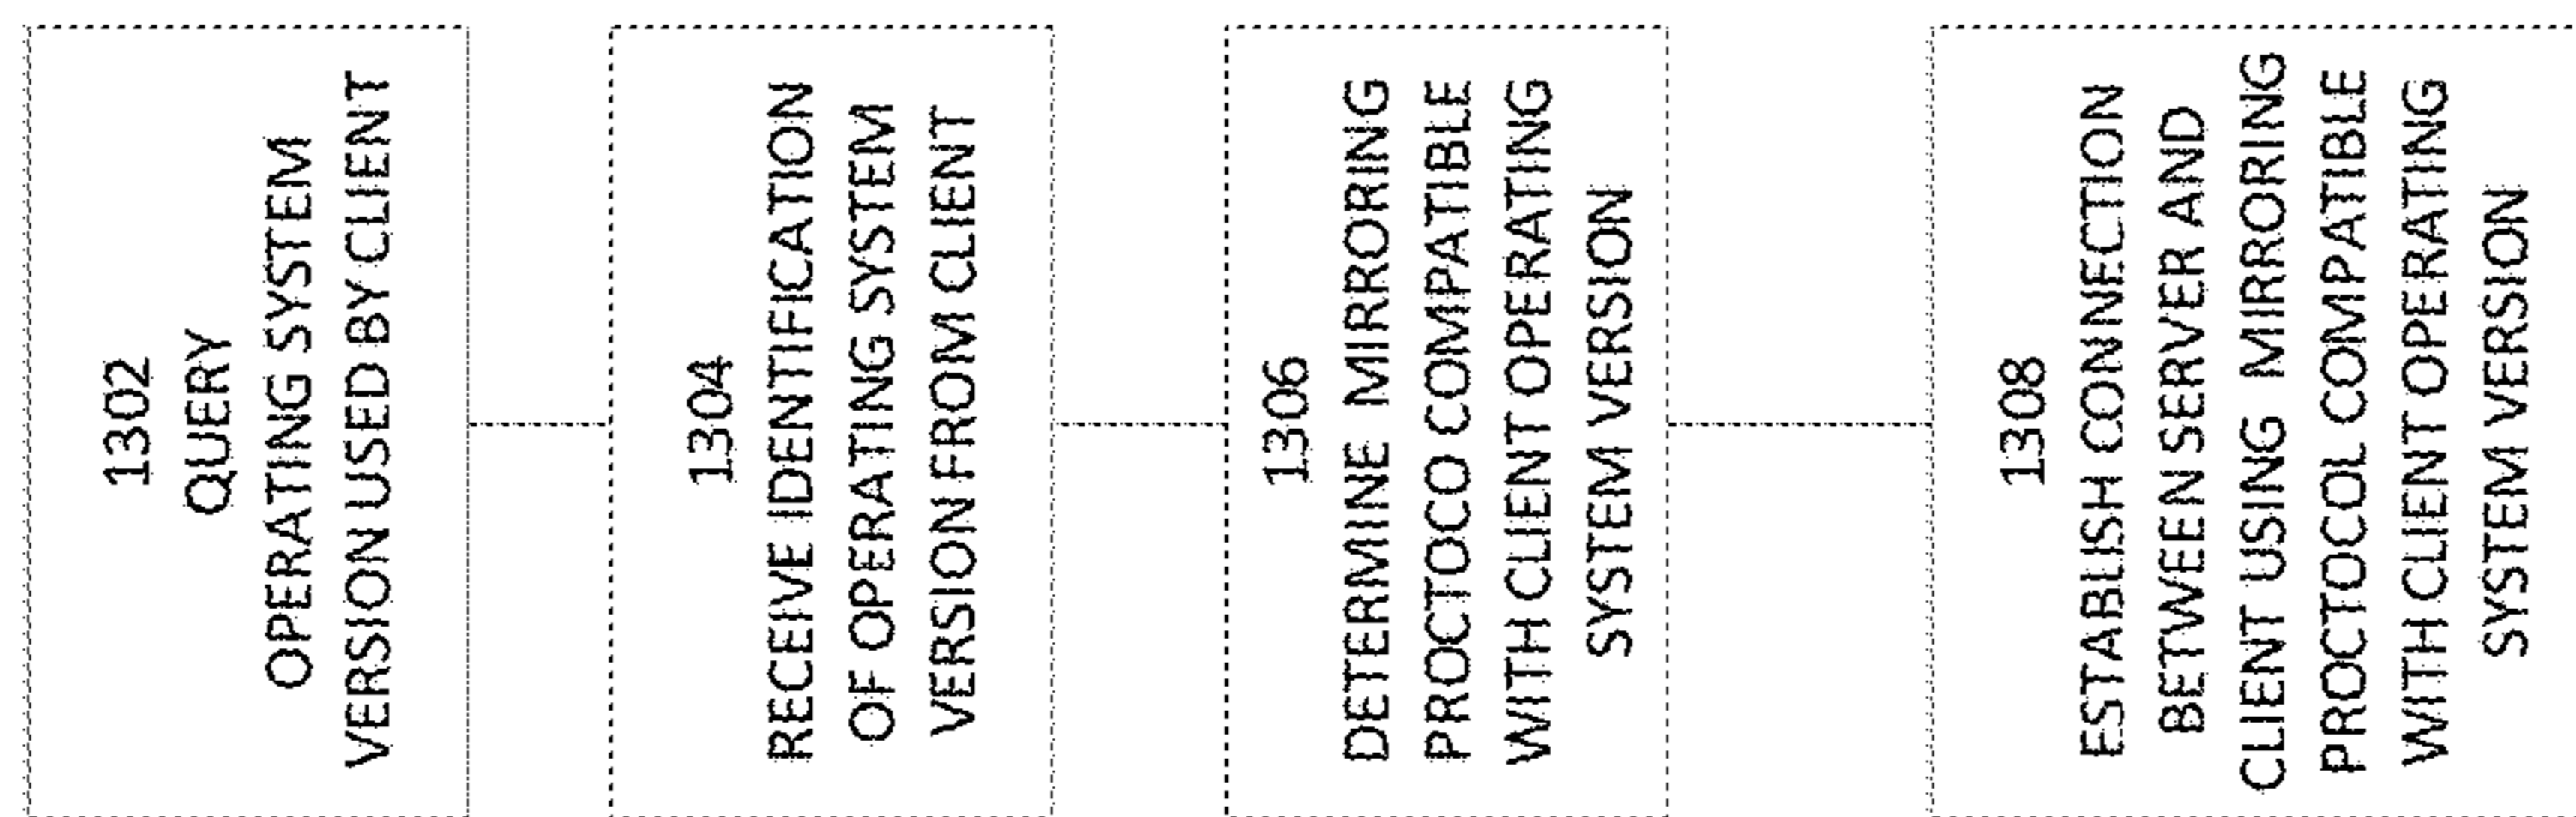 1302
QUERY
OPERATING SYSTEM
VERSION USED BY CLIENT
1304
RECEIVE IDENTIFICATION
OF OPERATING SYSTEM
VERSION FROM CLIENT
1306
DETERMINE MIRRORING
PROCTOCO COMPATIBLE
WITH CLIENT OPERATING
SYSTEM VERSION
1308
ESTABLISH CONNECTION
BETWEEN SERVER AND
CLIENT USING MIRRORING
PROCTOCOL COMPATIBLE
WITH CLIENT OPERATING
SYSTEM VERSION